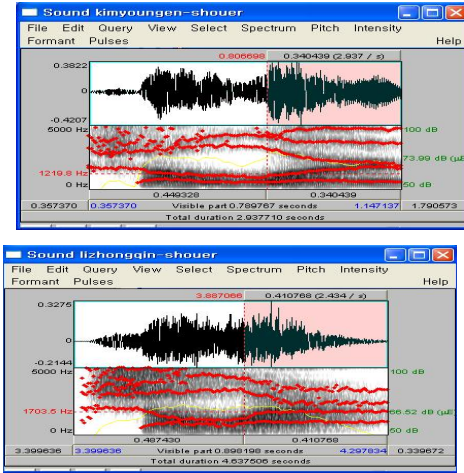 Sound kimyoungen-shouer
File Edit Query View Select Spectrum Pitch Intensity
Formant Pulses Help
0.806698 0.340439 (2.937 / s)
0.3822
0
-0.4207
5000 Hz 100 dB
73.99 dB (µE
1219.8 Hz
0 Hz 50 dB
0.449328 0.340439
0.357370 0.357370 Visible part 0.789767 seconds 1.147137 1.790573
Total duration 2.937710 seconds
Sound lizhongqin-shouer
File Edit Query View Select Spectrum Pitch Intensity
Formant Pulses Help
3.887066 0.410768 (2.434 / s)
0.3275
0
-0.2144
5000 Hz 100 dB
1703.5 Hz 66.52 dB (µE
0 Hz 50 dB
0.487430 0.410768
3.399636 3.399636 Visible part 0.898198 seconds 4.297834 0.339672
Total duration 4.637506 seconds